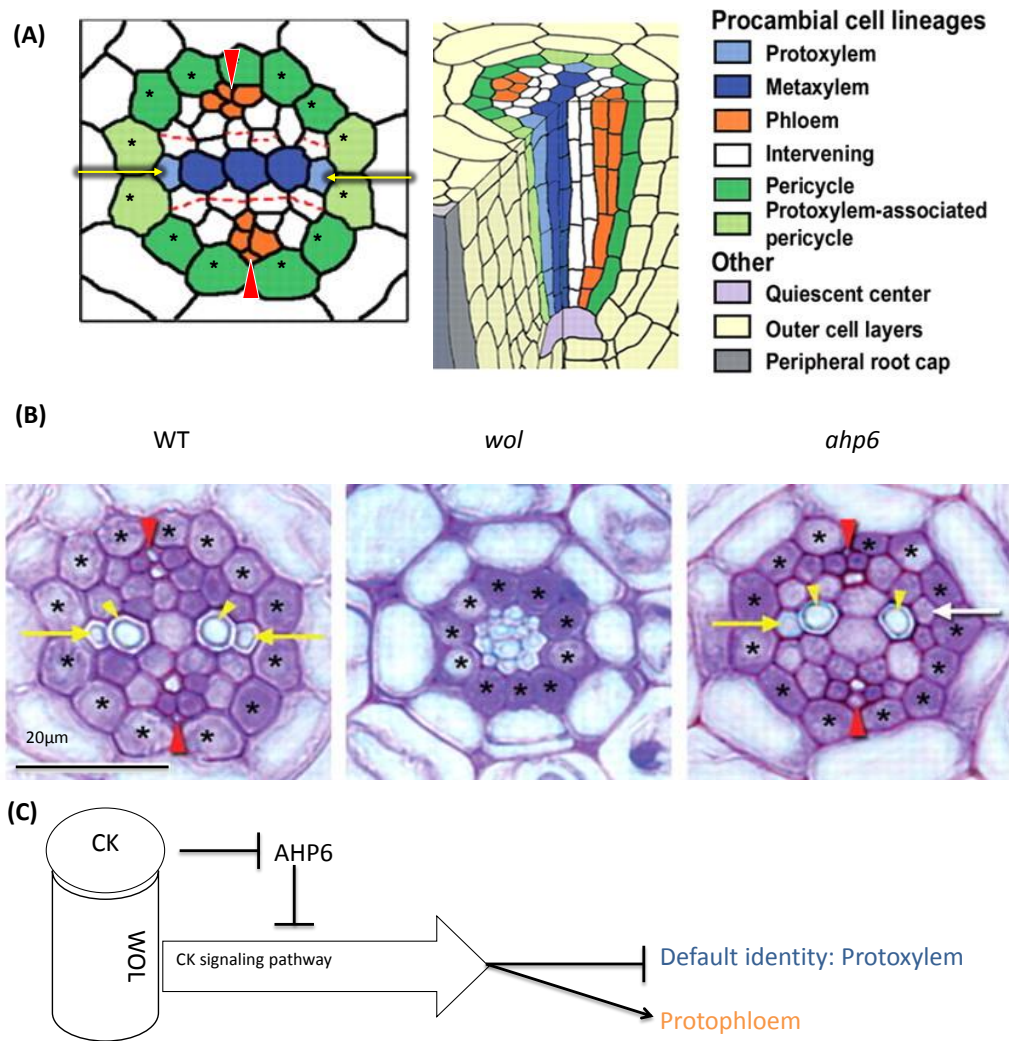 (A)
Procambial cell lineages
Protoxylem
Metaxylem
Phloem
Intervening
Pericycle
Protoxylem-associated
pericycle
Other
Quiescent center
Outer cell layers
Peripheral root cap
(B)
WT
wol
ahp6
20µm
(C)
CK
AHP6
WOL
CK signaling pathway
Default identity: Protoxylem
Protophloem